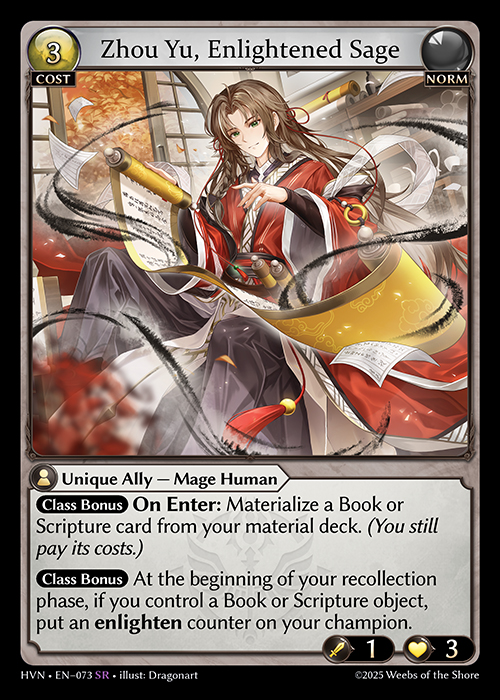 3
COST
Zhou Yu, Enlightened Sage
NORM
Unique Ally — Mage Human
Class Bonus On Enter: Materialize a Book or
Scripture card from your material deck. (You still
pay its costs.)
Class Bonus At the beginning of your recollection
phase, if you control a Book or Scripture object,
put an enlighten counter on your champion.
1
3
HVN • EN–073 SR • illust: Dragonart
©2025 Weebs of the Shore